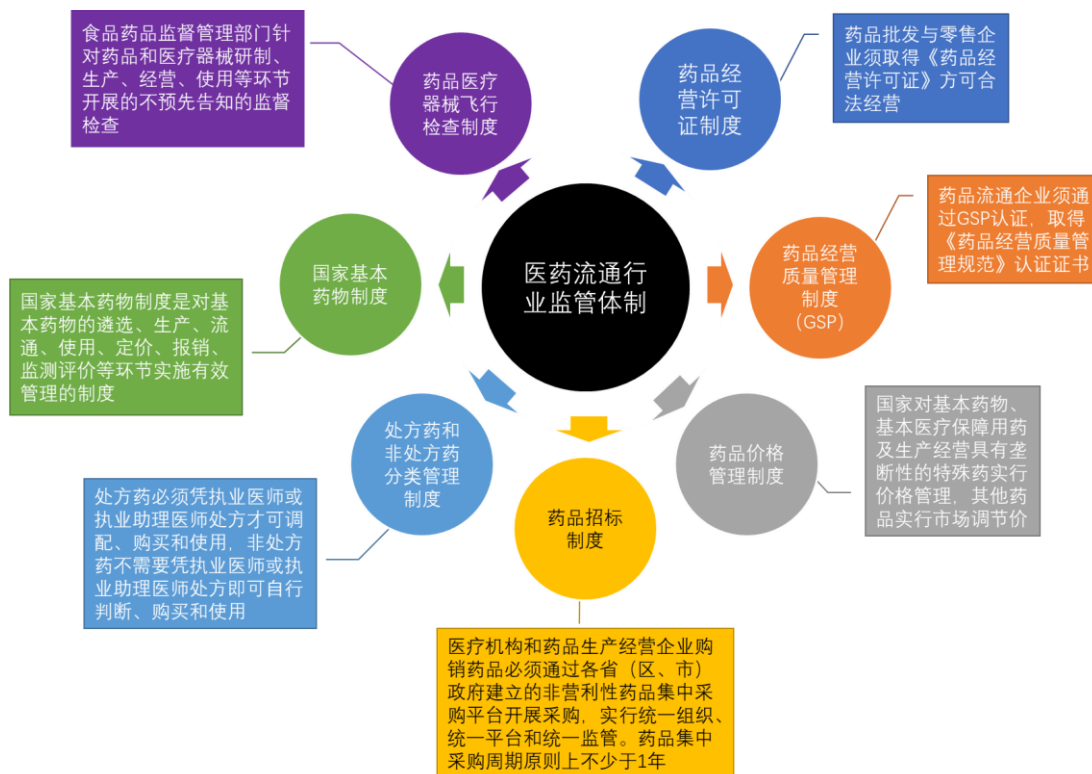 食品药品监督管理部门针
对药品和医疗器械研制、
生产、经营、使用等环节
开展的不预先告知的监督
检查
药品医疗
器械飞行
检查制度
药品经
营许可
证制度
药品批发与零售企
业须取得《药品经
营许可证》方可合
法经营
国家基本
药物制度
国家基本药物制度是对基
本药物的遴选、生产、流
通、使用、定价、报销、
监测评价等环节实施有效
管理的制度
医药流通行
业监管体制
药品经营
质量管理
制度
(GSP)
药品流通企业须通
过GSP认证，取得
《药品经营质量管
理规范》认证证书
处方药和
非处方药
分类管理
制度
处方药必须凭执业医师或
执业助理医师处方才可调
配、购买和使用，非处方
药不需要凭执业医师或执
业助理医师处方即可自行
判断、购买和使用
药品招标
制度
医疗机构和药品生产经营企业购
销药品必须通过各省（区、市）
政府建立的非营利性药品集中采
购平台开展采购，实行统一组织、
统一平台和统一监管。药品集中
采购周期原则上不少于1年
药品价格
管理制度
国家对基本药物、
基本医疗保障用药
及生产经营具有垄
断性的特殊药实行
价格管理，其他药
品实行市场调节价